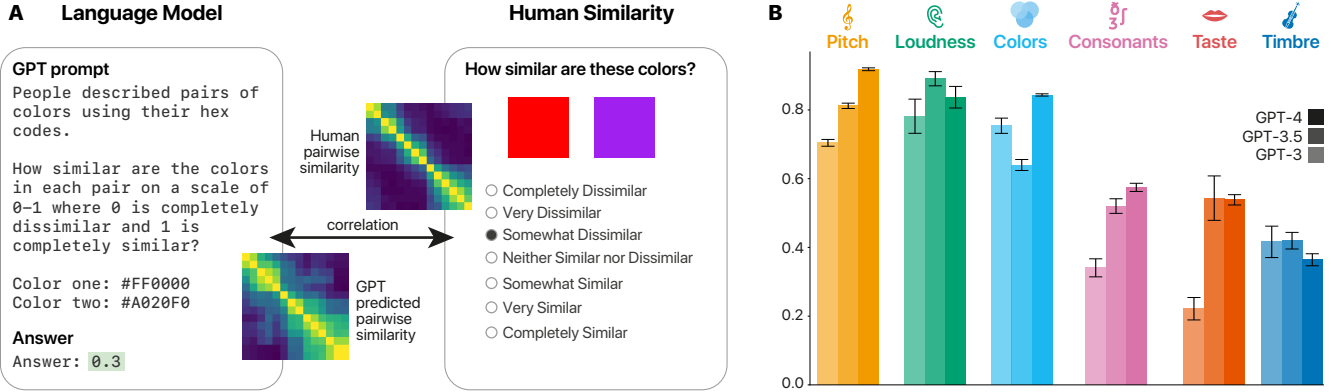 A
Language Model
Human Similarity
GPT prompt
People described pairs of
colors using their hex
codes.
How similar are the colors
in each pair on a scale of
0–1 where 0 is completely
dissimilar and 1 is
completely similar?
Color one: #FF0000
Color two: #A020F0
Answer
Answer: 0.3
Human
pairwise
similarity
correlation
GPT
predicted
pairwise
similarity
How similar are these colors?
Completely Dissimilar
Very Dissimilar
Somewhat Dissimilar
Neither Similar nor Dissimilar
Somewhat Similar
Very Similar
Completely Similar
B
ðʒʃ
Pitch Loudness Colors Consonants Taste Timbre
0.8
0.6
0.4
0.2
0.0
GPT-4
GPT-3.5
GPT-3